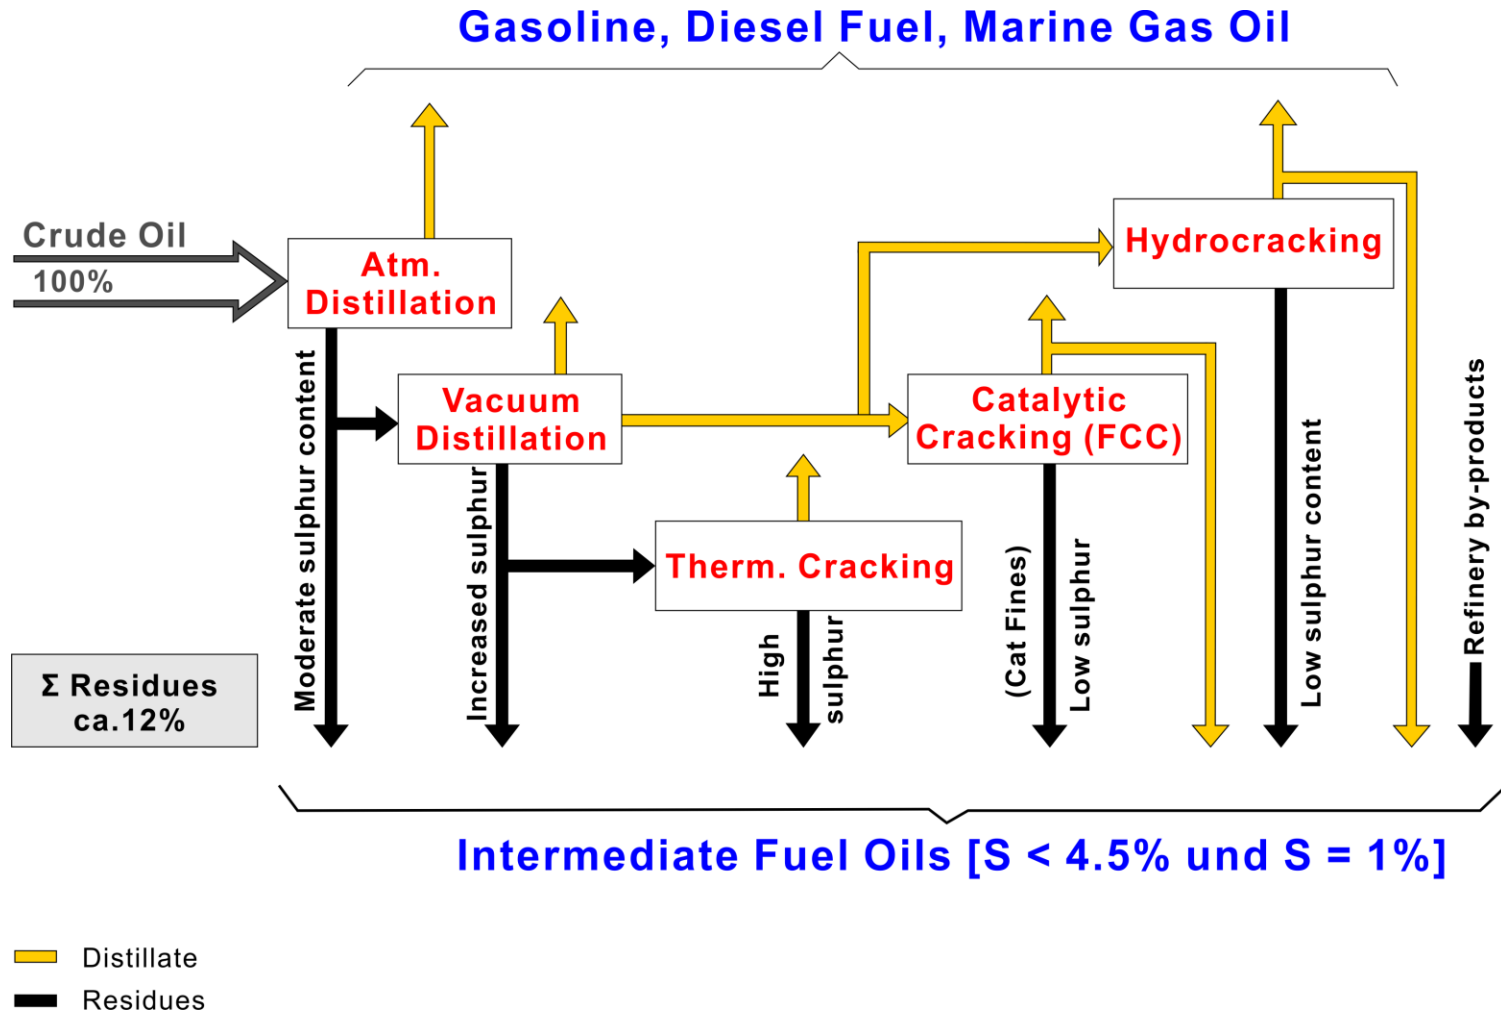 Gasoline, Diesel Fuel, Marine Gas Oil
Crude Oil
100%
Atm.
Distillation
Hydrocracking
Vacuum
Distillation
Catalytic
Cracking (FCC)
Therm. Cracking
Moderate sulphur content
Increased sulphur
High
sulphur
(Cat Fines)
Low sulphur
Low sulphur content
Refinery by-products
Σ Residues
ca.12%
Intermediate Fuel Oils [S < 4.5% und S = 1%]
Distillate
Residues